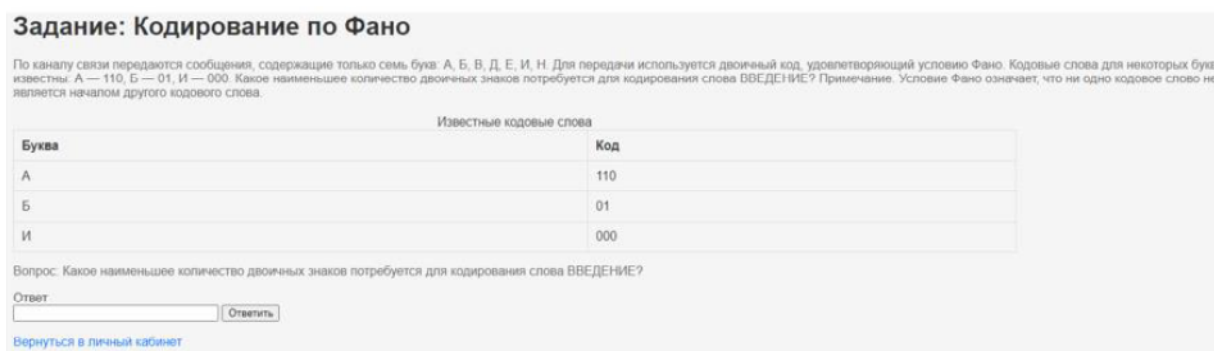 Задание: Кодирование по Фано
По каналу связи передаются сообщения, содержащие только семь букв: А, Б, В, Д, Е, И, Н. Для передачи используется двоичный код, удовлетворяющий условию Фано. Кодовые слова для некоторых букв
известны: А — 110, Б — 01, И — 000. Какое наименьшее количество двоичных знаков потребуется для кодирования слова ВВЕДЕНИЕ? Примечание. Условие Фано означает, что ни одно кодовое слово не
является началом другого кодового слова.
Известные кодовые слова
Буква Код
А 110
Б 01
И 000
Вопрос: Какое наименьшее количество двоичных знаков потребуется для кодирования слова ВВЕДЕНИЕ?
Ответ
Ответить
Вернуться в личный кабинет